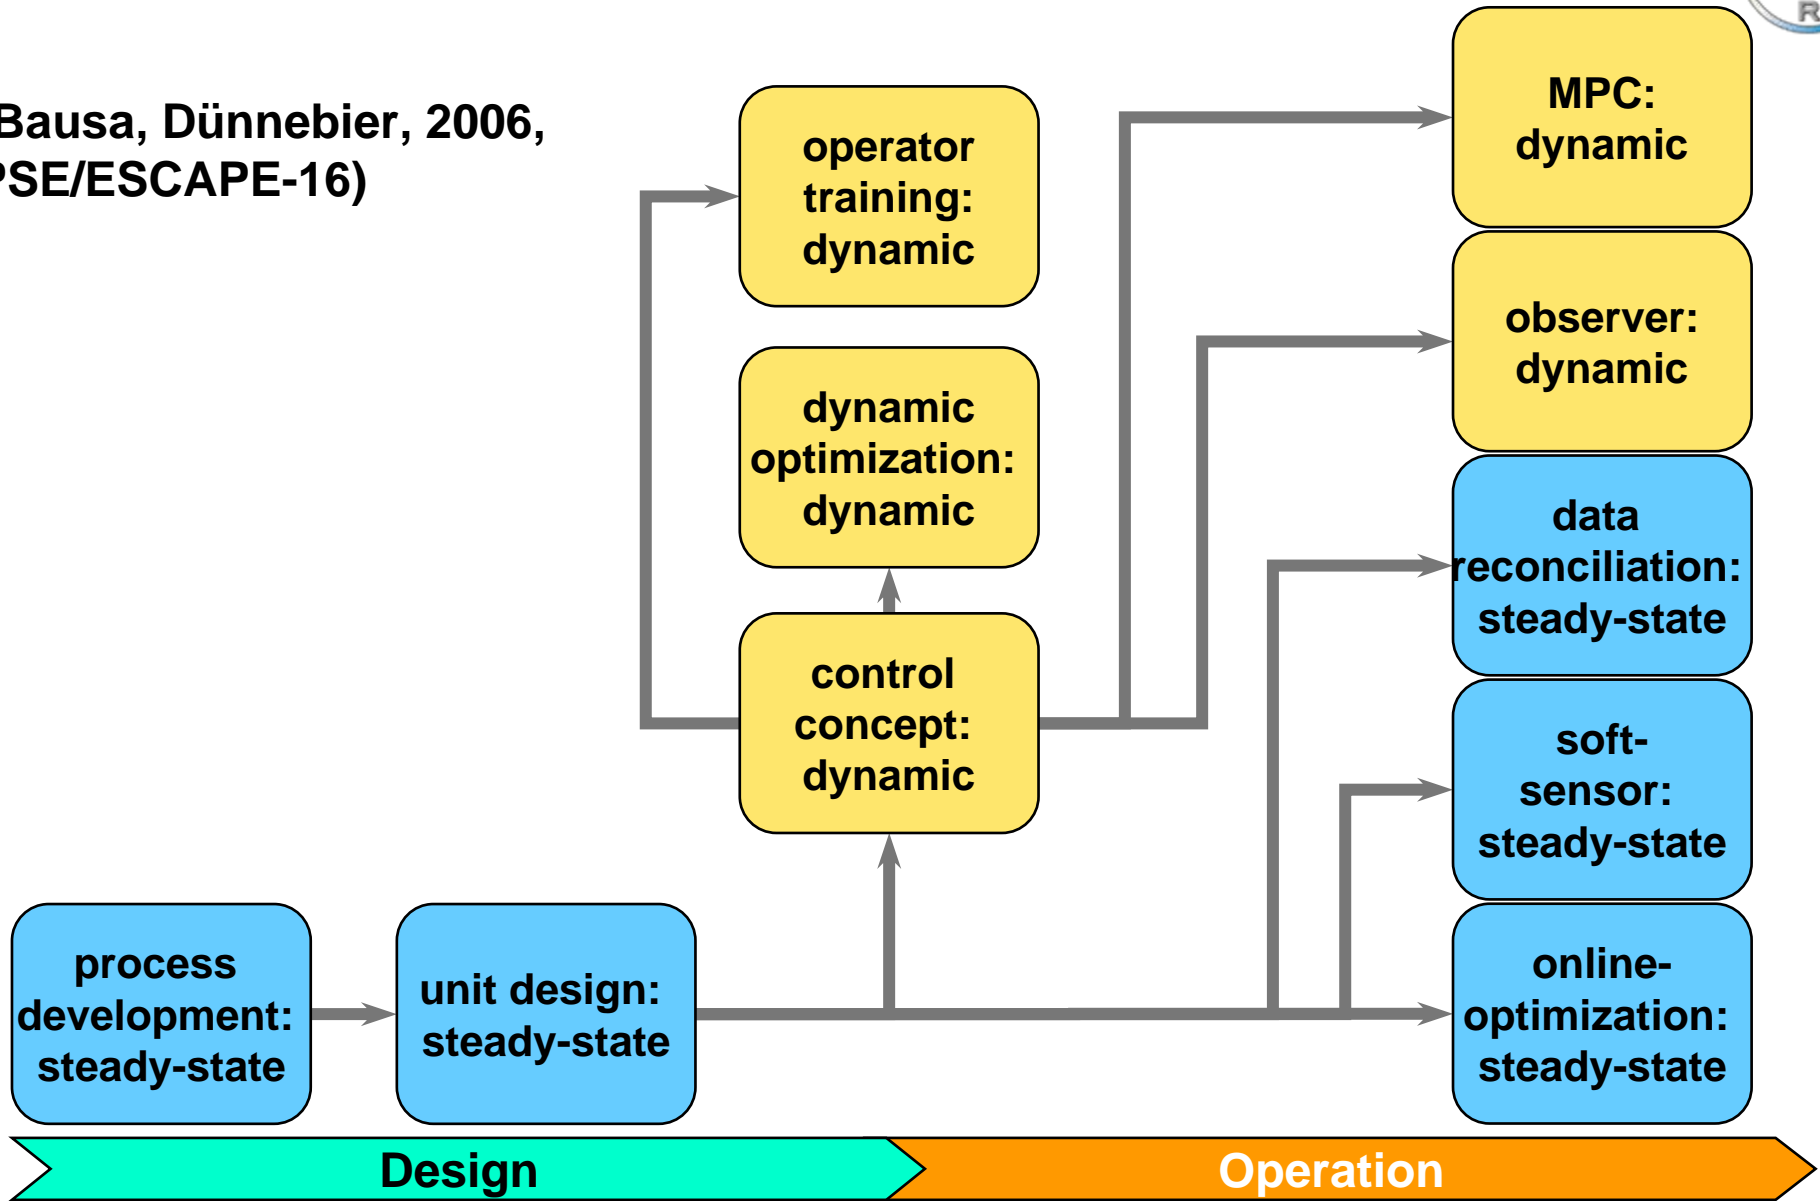 Bausa, Dünnebier, 2006,
PSE/ESCAPE-16)
operator
training:
dynamic
dynamic
optimization:
dynamic
control
concept:
dynamic
MPC:
dynamic
observer:
dynamic
data
reconciliation:
steady-state
soft-
sensor:
steady-state
online-
optimization:
steady-state
process
development:
steady-state
unit design:
steady-state
Design
Operation